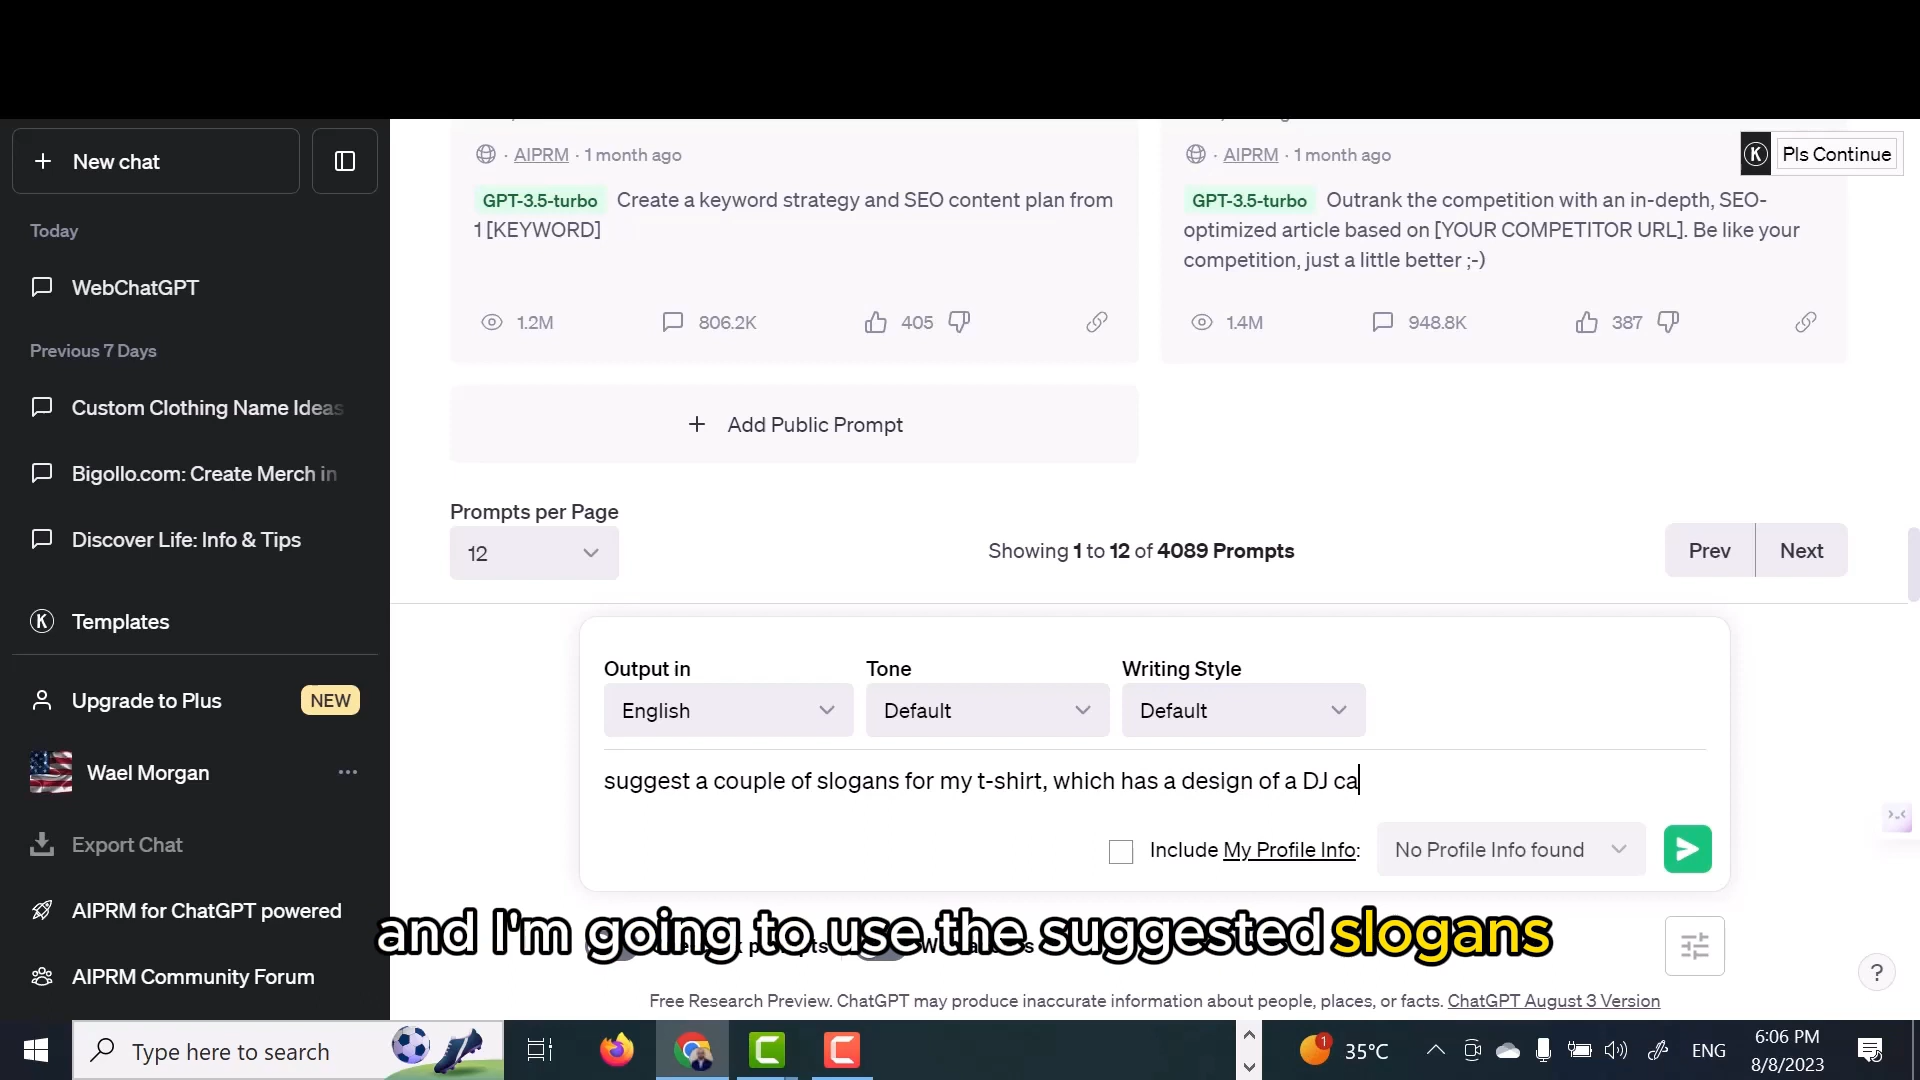 New chat
Today
WebChatGPT
Previous 7 Days
Custom Clothing Name Ideas
Bigollo.com: Create Merch in
Discover Life: Info & Tips
Templates
Upgrade to Plus NEW
Wael Morgan
Export Chat
AIPRM for ChatGPT powered
AIPRM Community Forum
· AIPRM · 1 month ago
GPT-3.5-turbo Create a keyword strategy and SEO content plan from
1 [KEYWORD]
1.2M 806.2K 405
· AIPRM · 1 month ago
GPT-3.5-turbo Outrank the competition with an in-depth, SEO-
optimized article based on [YOUR COMPETITOR URL]. Be like your
competition, just a little better ;-)
1.4M 948.8K 387
K Pls Continue
Add Public Prompt
Prompts per Page
12
Showing 1 to 12 of 4089 Prompts
Prev Next
Output in Tone Writing Style
English Default Default
suggest a couple of slogans for my t-shirt, which has a design of a DJ ca
Include My Profile Info: No Profile Info found
and I'm going to use the suggested slogans
Free Research Preview. ChatGPT may produce inaccurate information about people, places, or facts. ChatGPT August 3 Version
?
Type here to search
1 35°C ENG
6:06 PM
8/8/2023